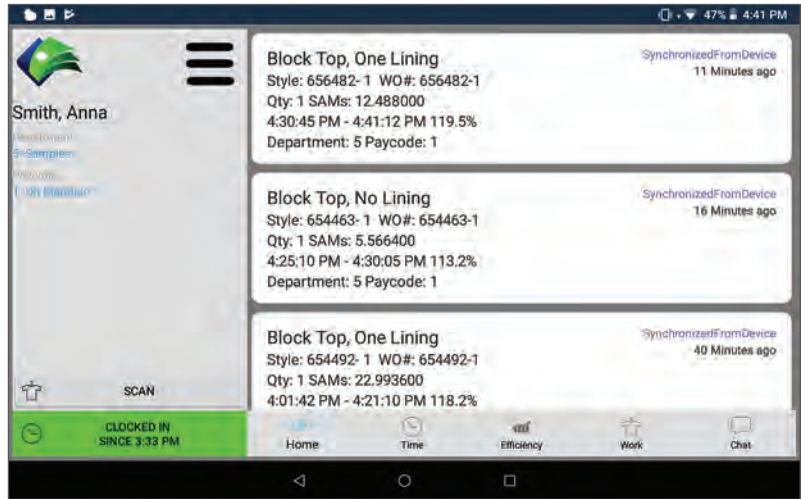 47% 4:41 PM
Smith, Anna
Department
5-Samples
SCAN
CLOCKED IN
SINCE 3:33 PM
Block Top, One Lining
SynchronizedFromDevice
Style: 656482- 1 WO#: 656482-1
11 Minutes ago
Qty: 1 SAMs: 12.488000
4:30:45 PM - 4:41:12 PM 119.5%
Department: 5 Paycode: 1
Block Top, No Lining
SynchronizedFromDevice
Style: 654463- 1 WO#: 654463-1
16 Minutes ago
Qty: 1 SAMs: 5.566400
4:25:10 PM - 4:30:05 PM 113.2%
Department: 5 Paycode: 1
Block Top, One Lining
SynchronizedFromDevice
Style: 654492- 1 WO#: 654492-1
40 Minutes ago
Qty: 1 SAMs: 22.993600
4:01:42 PM - 4:21:10 PM 118.2%
Home Time Efficiency Work Chat